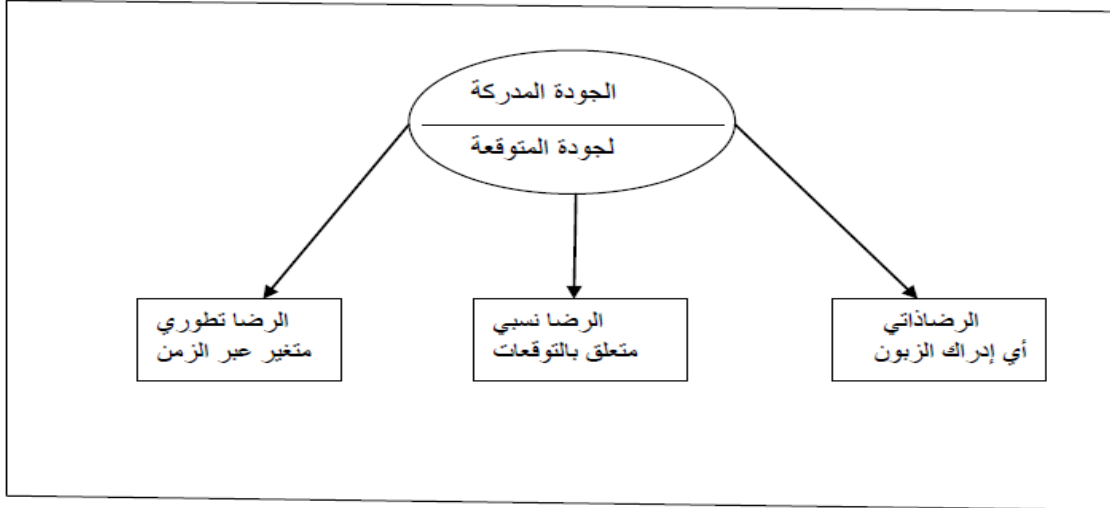 الجودة المدركة
لجودة المتوقعة
الرضاذاتي
أي إدراك الزبون
الرضا نسبي
متعلق بالتوقعات
الرضا تطوري
متغير عبر الزمن